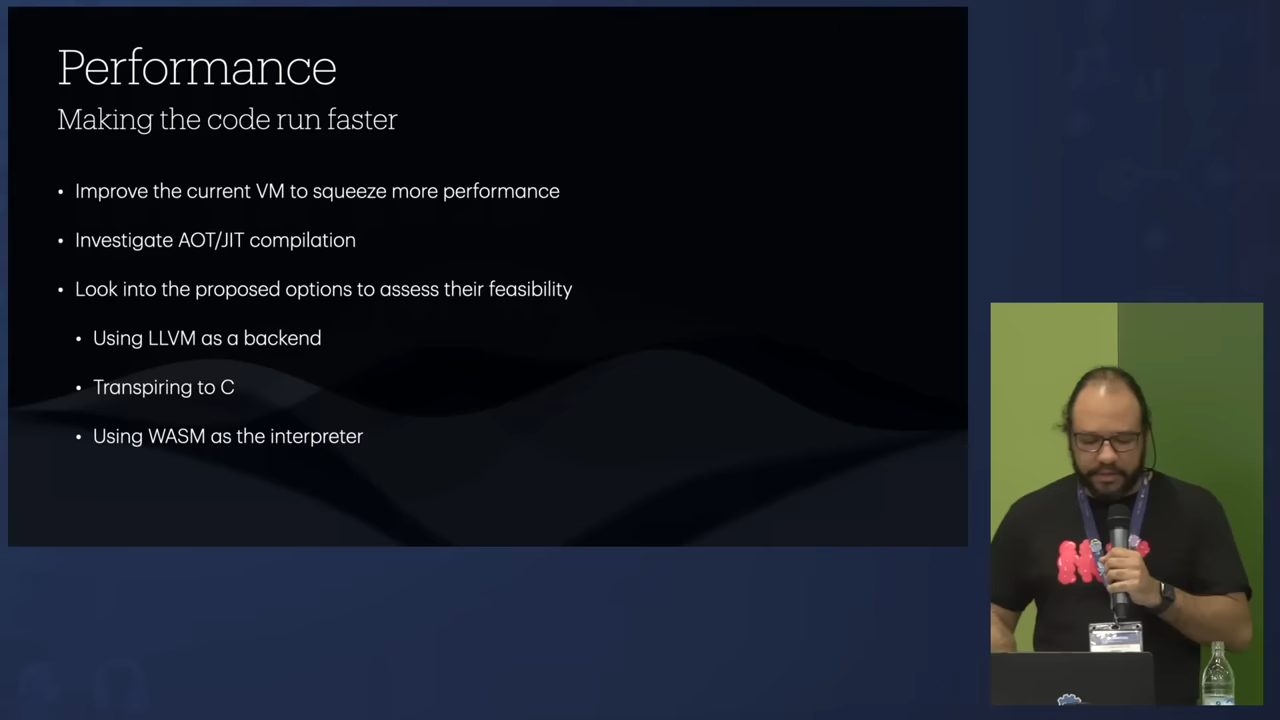 Performance
Making the code run faster
• Improve the current VM to squeeze more performance
• Investigate AOT/JIT compilation
• Look into the proposed options to assess their feasibility
• Using LLVM as a backend
• Transpiring to C
• Using WASM as the interpreter